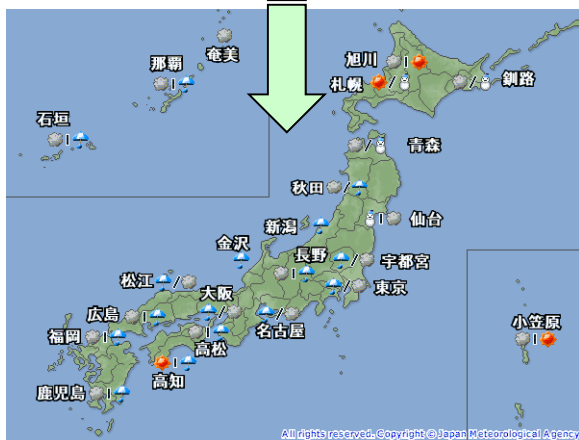 旭川
奄美
那覇
札幌
釧路
石垣
青森
秋田
仙台
新潟
金沢
長野
宇都宮
松江
大阪
東京
広島
名古屋
小笠原
福岡
高松
高知
鹿児島
All rights reserved. Copyright © Japan Meteorological Agency